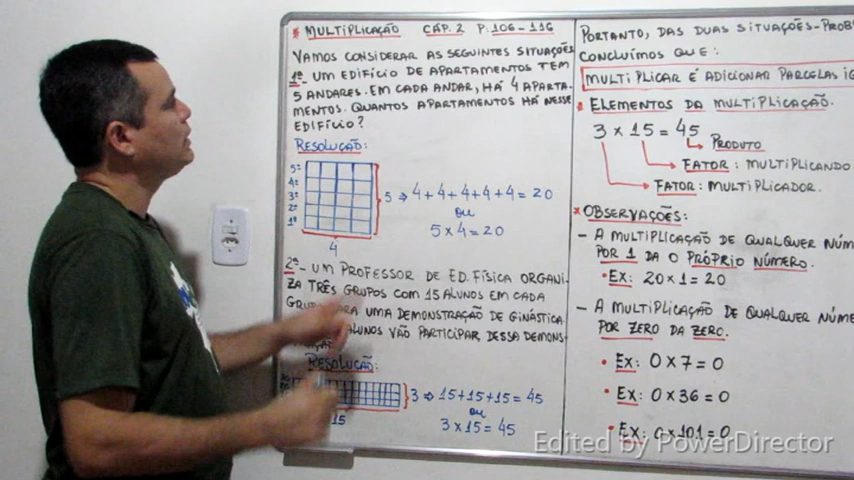 * MULTIPLICAÇÃO CAP. 2 P: 106 - 116
VAMOS CONSIDERAR AS SEGUINTES SITUAÇÕES
1ª - UM EDIFÍCIO DE APARTAMENTOS TEM
5 ANDARES. EM CADA ANDAR, HÁ 4 APARTA-
MENTOS. QUANTOS APARTAMENTOS HÁ NESSE
EDIFÍCIO?
RESOLUÇÃO:
5º
4º
3º
2º
1º
5 ⇒ 4+4+4+4+4 = 20
ou
5 x 4 = 20
4
2ª - UM PROFESSOR DE ED. FÍSICA ORGANI-
ZA TRÊS GRUPOS COM 15 ALUNOS EM CADA
PARA UMA DEMONSTRAÇÃO DE GINÁSTICA
ALUNOS VÃO PARTICIPAR DESSA DEMONS-
RESOLUÇÃO:
3 ⇒ 15+15+15 = 45
ou
3 x 15 = 45
15
PORTANTO, DAS DUAS SITUAÇÕES-PROB
CONCLUÍMOS QUE:
MULTIPLICAR É ADICIONAR PARCELAS IG
* ELEMENTOS DA MULTIPLICAÇÃO.
3 x 15 = 45
PRODUTO
FATOR: MULTIPLICANDO
FATOR: MULTIPLICADOR.
* OBSERVAÇÕES:
- A MULTIPLICAÇÃO DE QUALQUER NÚM
POR 1 DA O PRÓPRIO NÚMERO.
• EX: 20 x 1 = 20
- A MULTIPLICAÇÃO DE QUALQUER NÚME
POR ZERO DA ZERO.
• EX: 0 x 7 = 0
• EX: 0 x 36 = 0
• EX: 0 x 101 = 0
Edited by PowerDirector